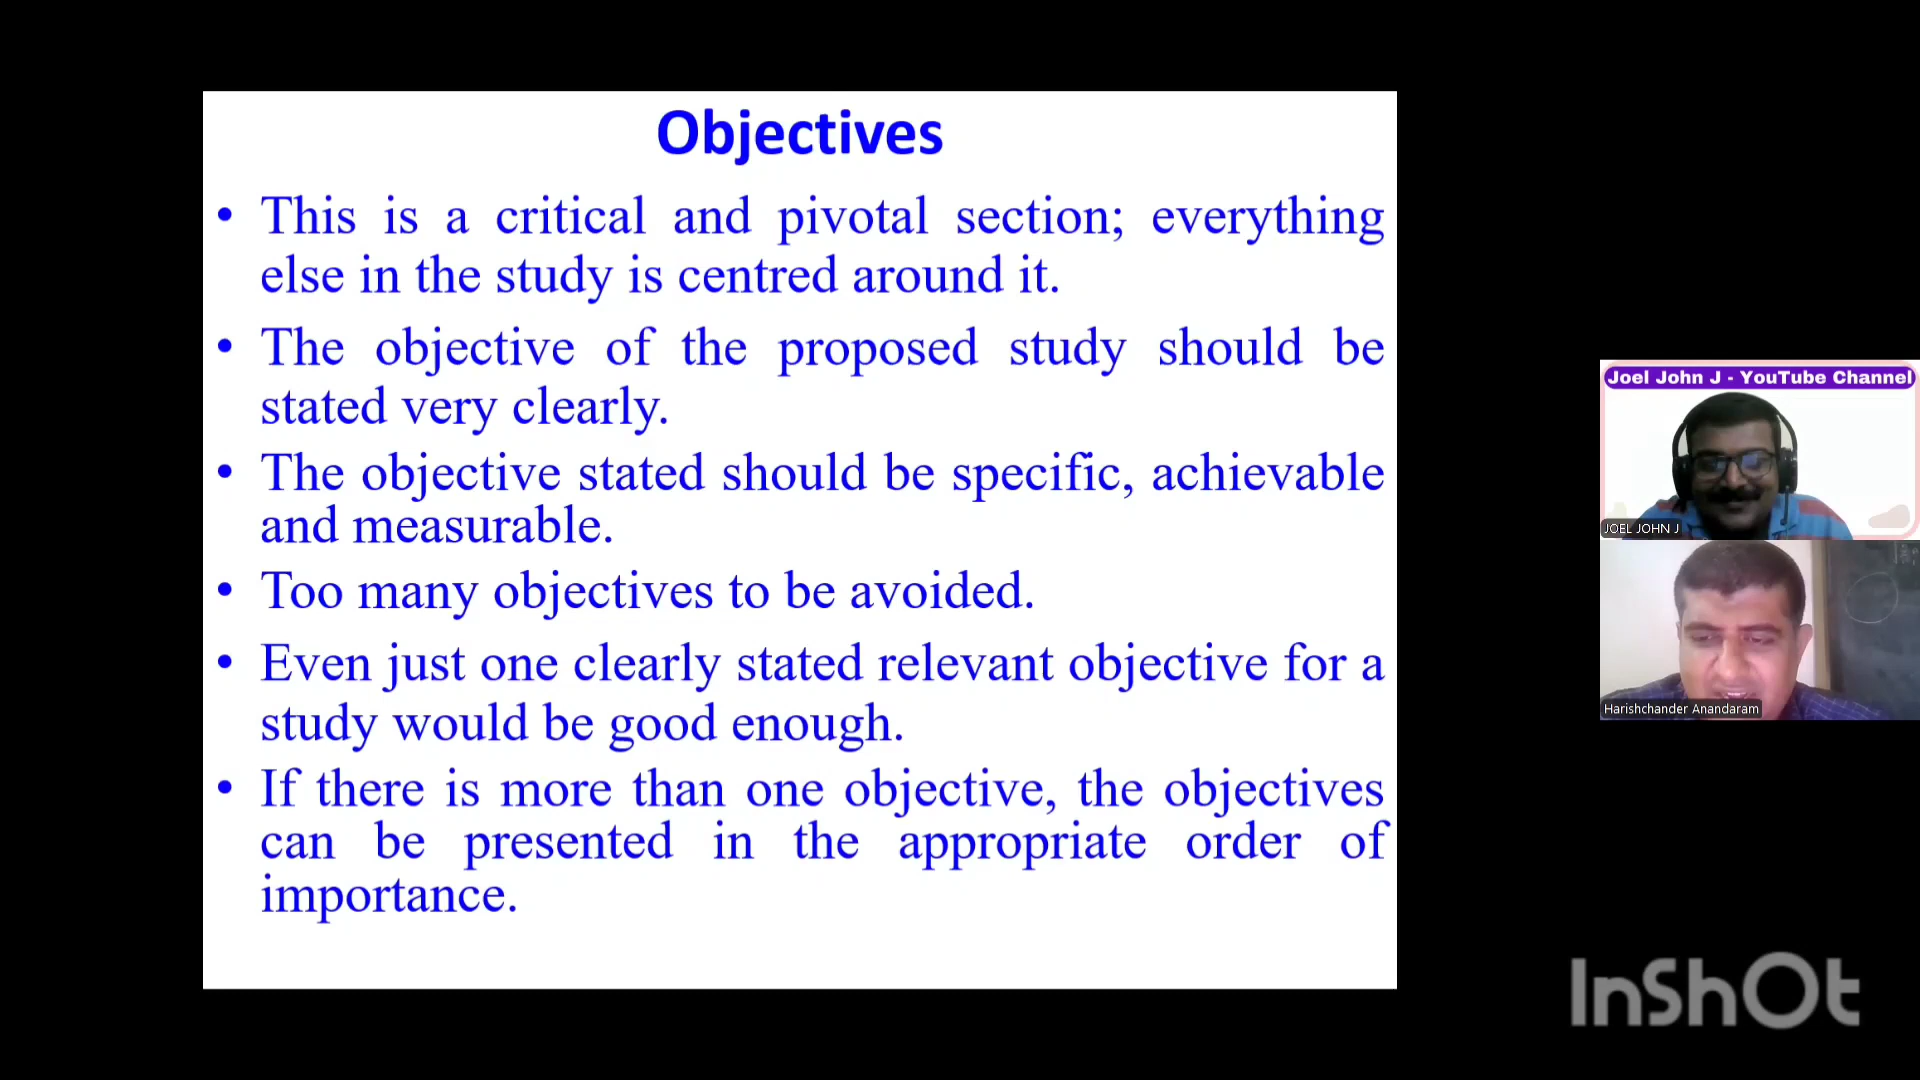 Objectives
• This is a critical and pivotal section; everything
else in the study is centred around it.
• The objective of the proposed study should be
stated very clearly.
• The objective stated should be specific, achievable
and measurable.
• Too many objectives to be avoided.
• Even just one clearly stated relevant objective for a
study would be good enough.
• If there is more than one objective, the objectives
can be presented in the appropriate order of
importance.
Joel John J - YouTube Channel
JOEL JOHN J
Harishchander Anandaram
InShOt